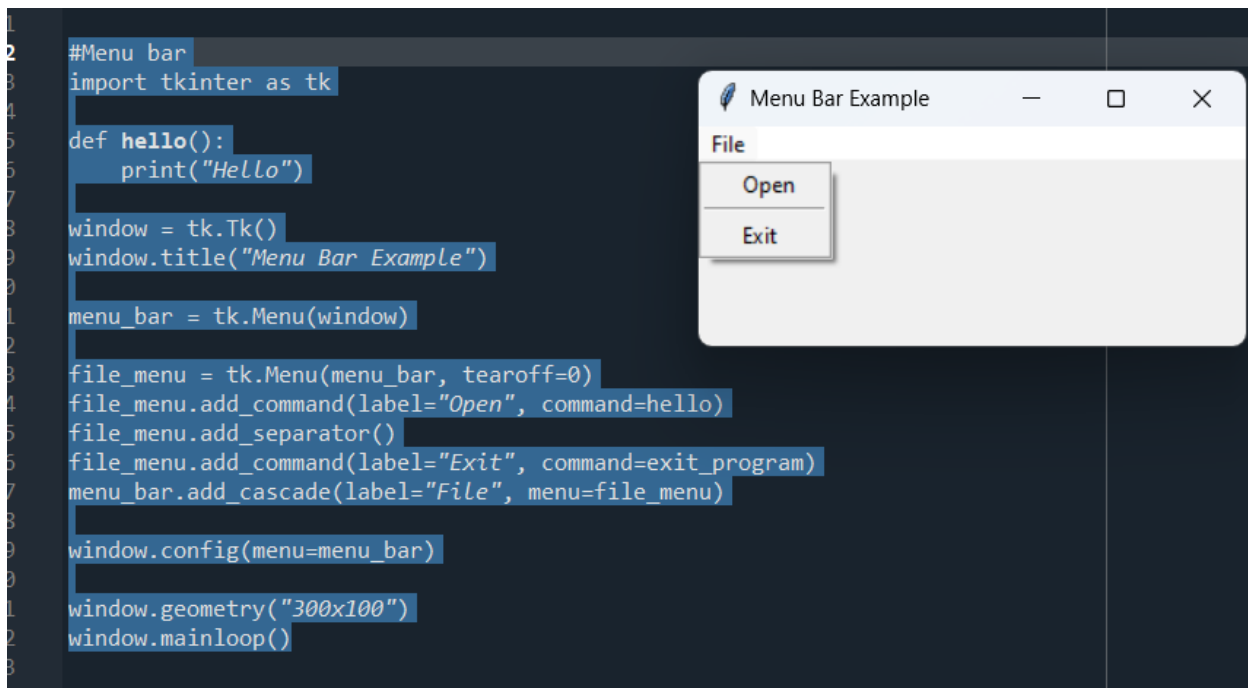 #Menu bar
import tkinter as tk
def hello():
    print("Hello")
window = tk.Tk()
window.title("Menu Bar Example")
menu_bar = tk.Menu(window)
file_menu = tk.Menu(menu_bar, tearoff=0)
file_menu.add_command(label="Open", command=hello)
file_menu.add_separator()
file_menu.add_command(label="Exit", command=exit_program)
menu_bar.add_cascade(label="File", menu=file_menu)
window.config(menu=menu_bar)
window.geometry("300x100")
window.mainloop()
Menu Bar Example
File
Open
Exit